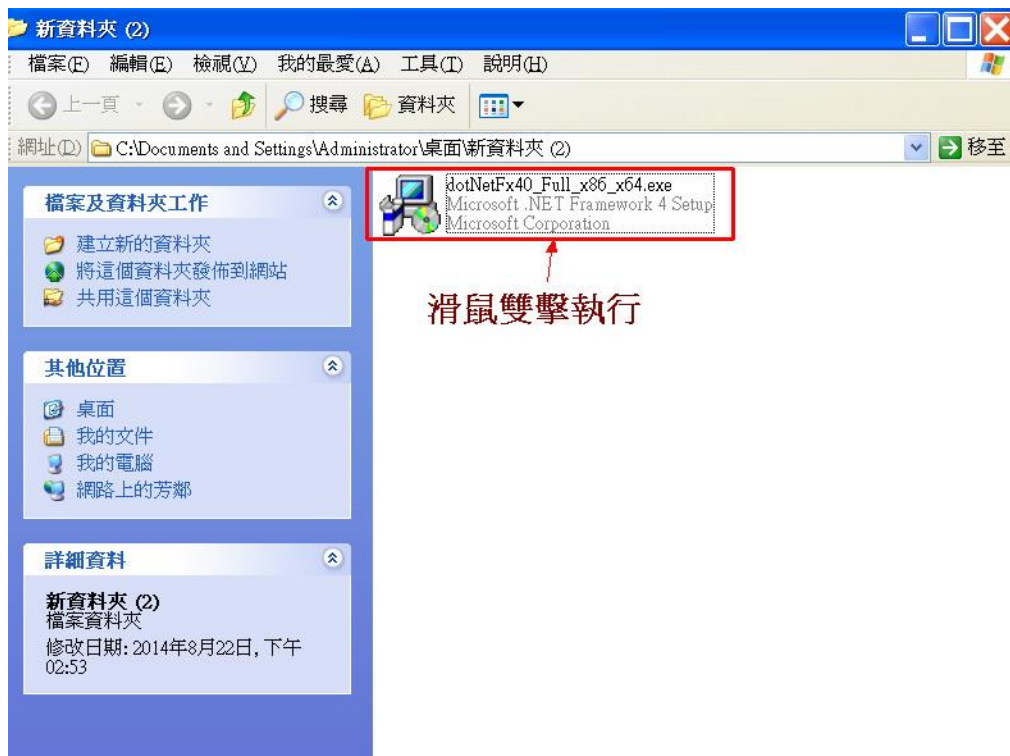 新資料夾 (2)
檔案(F) 編輯(E) 檢視(V) 我的最愛(A) 工具(T) 說明(H)
上一頁 搜尋 資料夾
網址(D) C:\Documents and Settings\Administrator\桌面\新資料夾 (2) 移至
檔案及資料夾工作
建立新的資料夾
將這個資料夾發佈到網站
共用這個資料夾
其他位置
桌面
我的文件
我的電腦
網路上的芳鄰
詳細資料
新資料夾 (2)
檔案資料夾
修改日期: 2014年8月22日, 下午
02:53
dotNetFx40_Full_x86_x64.exe
Microsoft .NET Framework 4 Setup
Microsoft Corporation
滑鼠雙擊執行